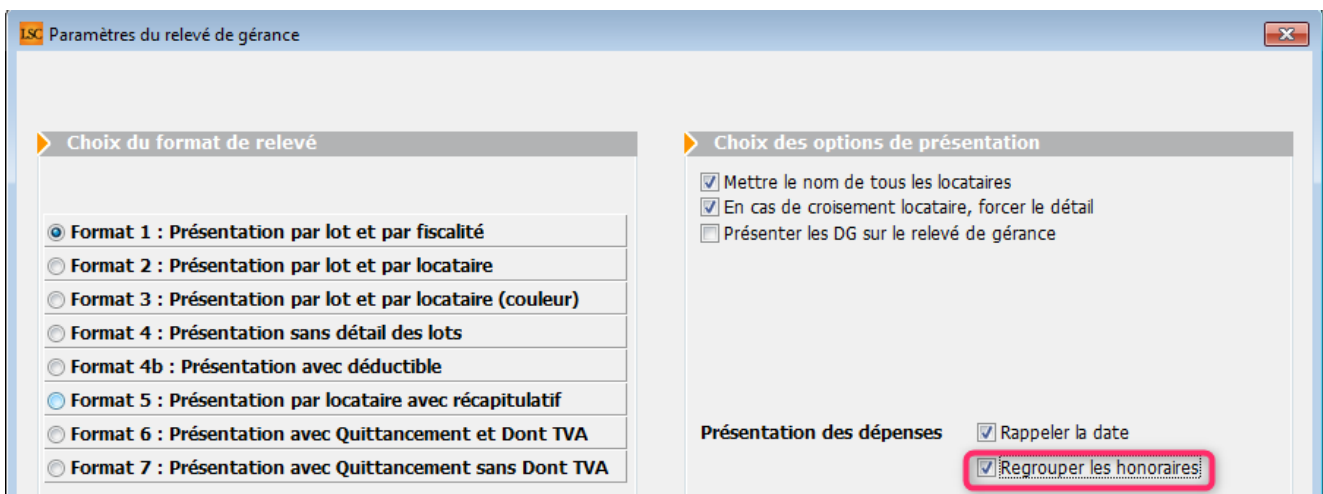 LSC Paramètres du relevé de gérance
Choix du format de relevé
Format 1 : Présentation par lot et par fiscalité
Format 2 : Présentation par lot et par locataire
Format 3 : Présentation par lot et par locataire (couleur)
Format 4 : Présentation sans détail des lots
Format 4b : Présentation avec déductible
Format 5 : Présentation par locataire avec récapitulatif
Format 6 : Présentation avec Quittancement et Dont TVA
Format 7 : Présentation avec Quittancement sans Dont TVA
Choix des options de présentation
Mettre le nom de tous les locataires
En cas de croisement locataire, forcer le détail
Présenter les DG sur le relevé de gérance
Présentation des dépenses Rappeler la date
Regrouper les honoraires